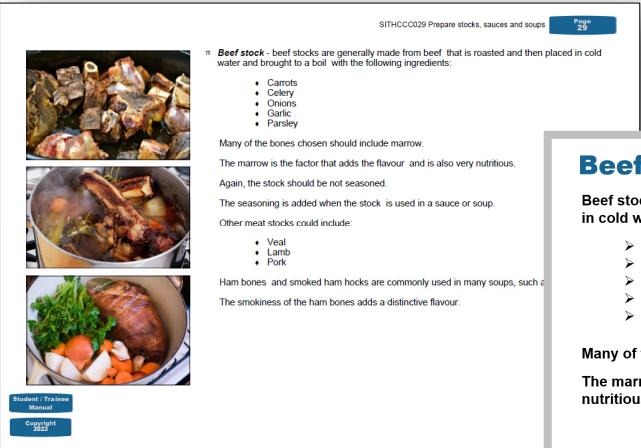 SITHCCC029 Prepare stocks, sauces and soups
Page
29
Beef stock - beef stocks are generally made from beef that is roasted and then placed in cold
water and brought to a boil with the following ingredients:
Carrots
Celery
Onions
Garlic
Parsley
Many of the bones chosen should include marrow.
The marrow is the factor that adds the flavour and is also very nutritious.
Again, the stock should be not seasoned.
The seasoning is added when the stock is used in a sauce or soup.
Other meat stocks could include:
Veal
Lamb
Pork
Ham bones and smoked ham hocks are commonly used in many soups, such a
The smokiness of the ham bones adds a distinctive flavour.
Student / Trainee
Manual
Copyright
2023
Beef
Beef stoc
in cold w
Many of
The marr
nutritiou